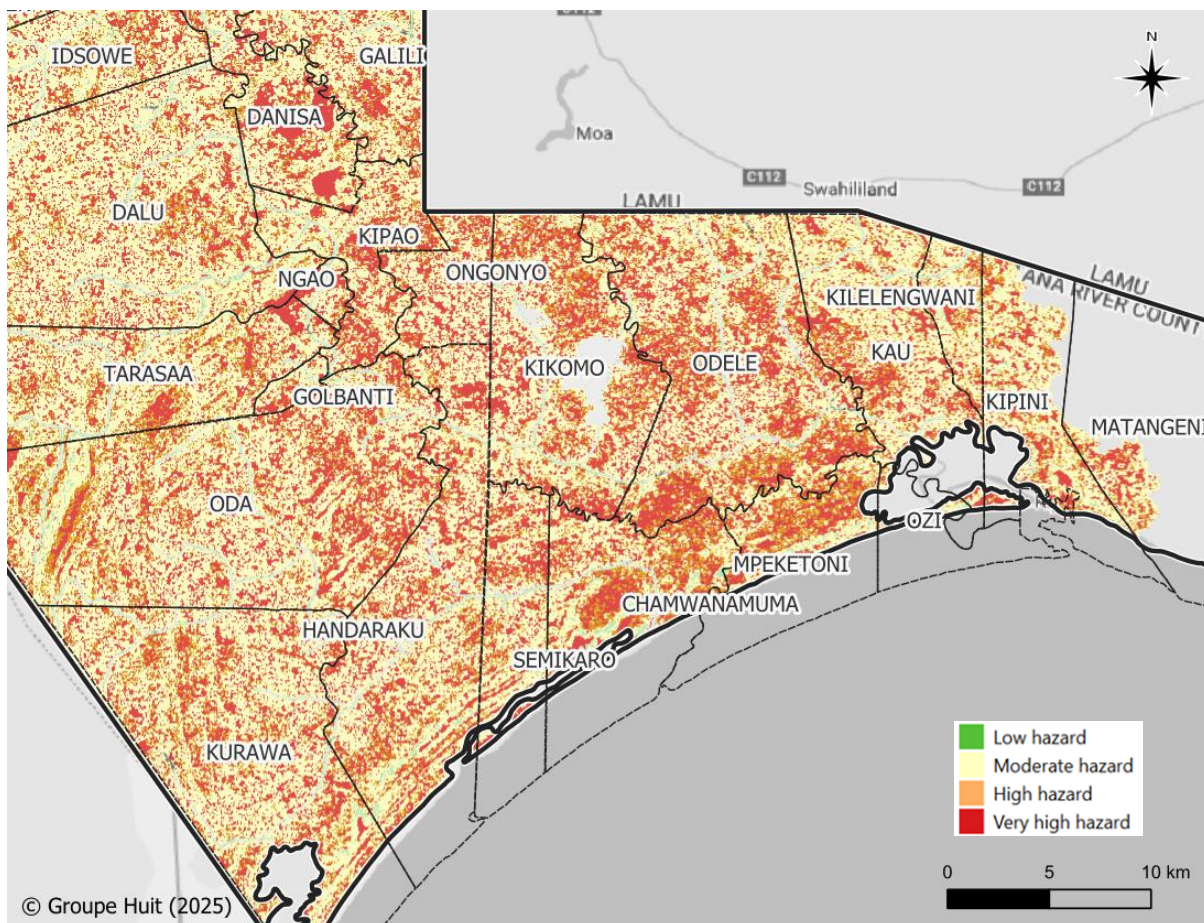 C112
N
IDSOWE
GALILI
DANISA
Moa
C112
C112
Swahililand
LAMU
DALU
KIPAO
NGAO
ONGONYO
LAMU
ANA RIVER COUNT
KILELENGWANI
KIKOMO
ODELE
KAU
TARASAA
GOLBANTI
KIPINI
MATANGENI
ODA
OZI
MPEKETONI
CHAMWANAMUMA
HANDARAKU
SEMIKARO
KURAWA
Low hazard
Moderate hazard
High hazard
Very high hazard
0 5 10 km
© Groupe Huit (2025)